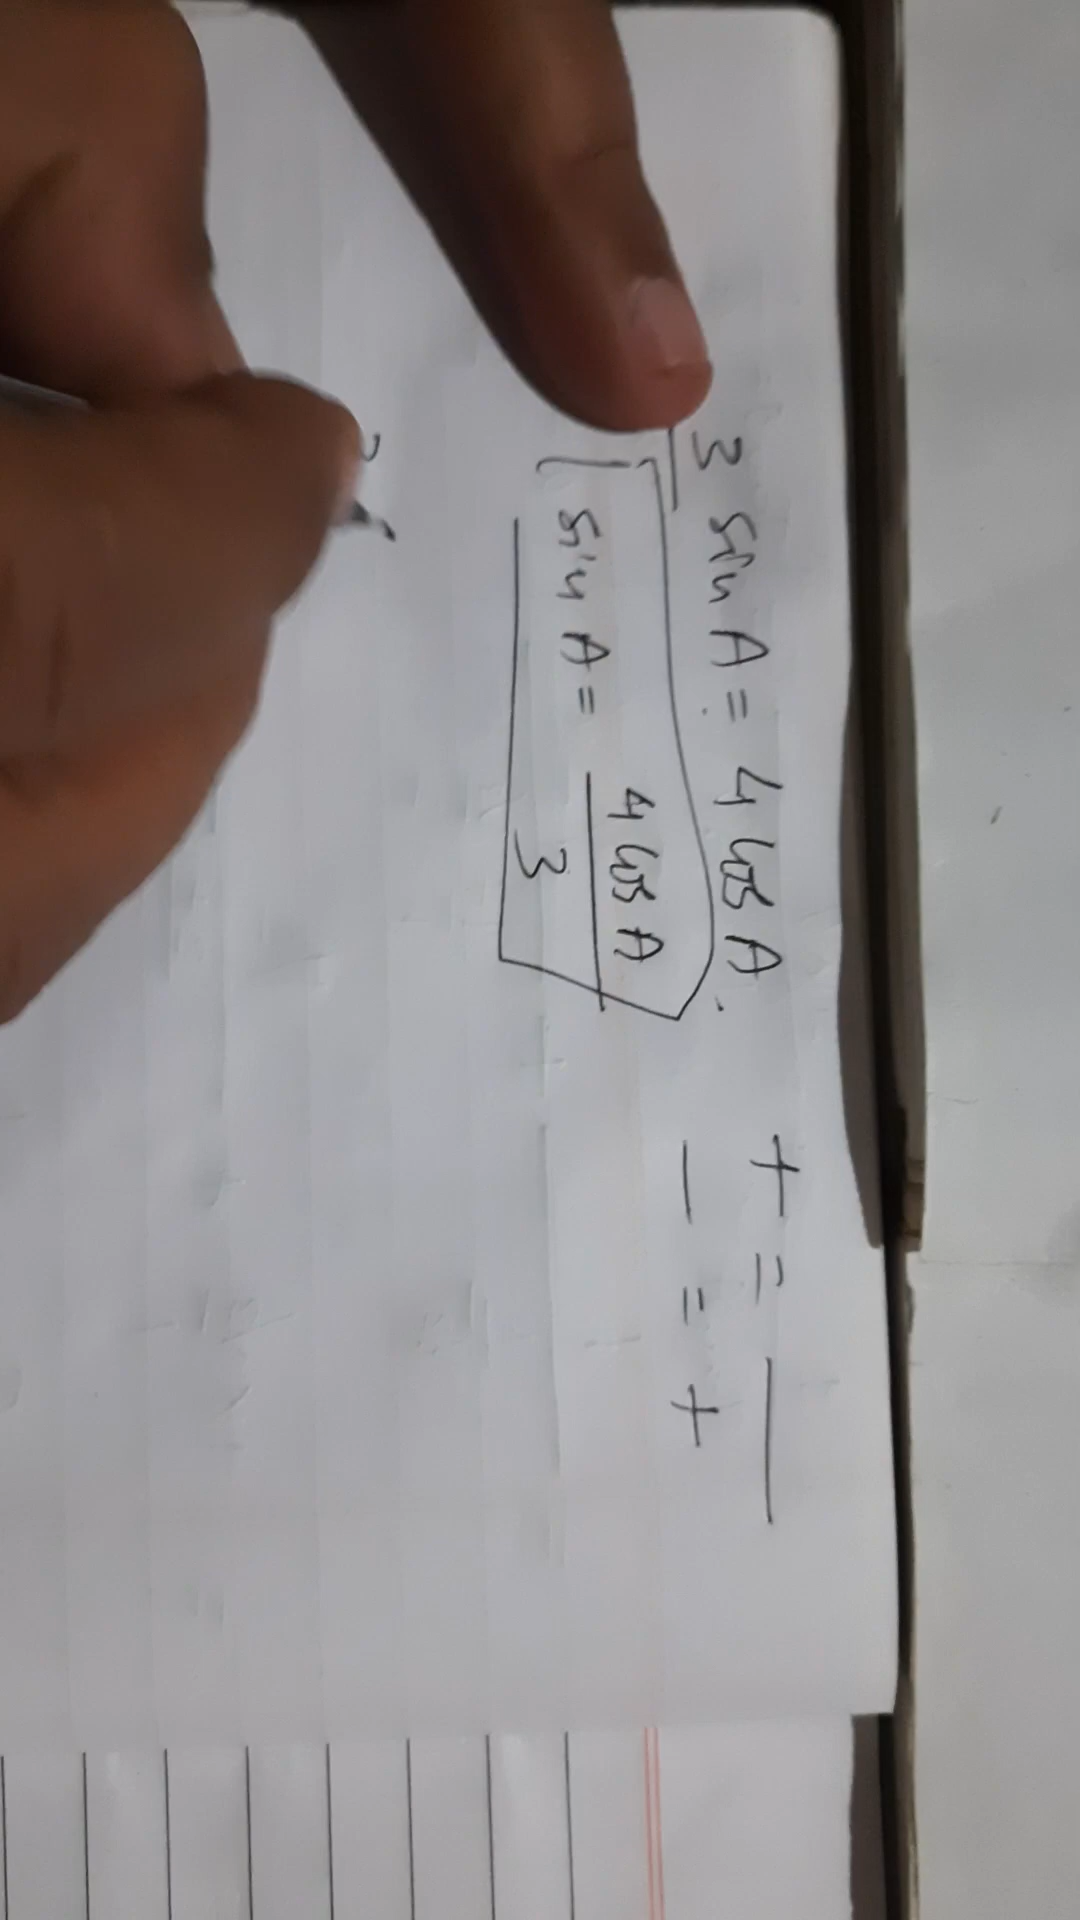 3 sin A = 4 cos A.
sin A = 4 cos A / 3
+ = −
− = +